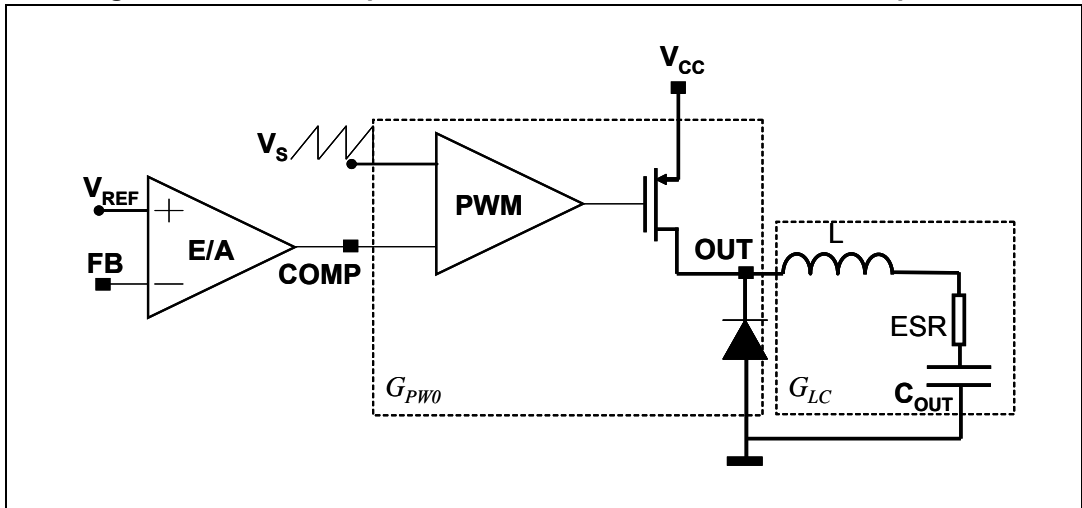 V_CC
V_S
V_REF
+
PWM
E/A
FB
−
COMP
OUT
L
ESR
C_OUT
G_PW0
G_LC